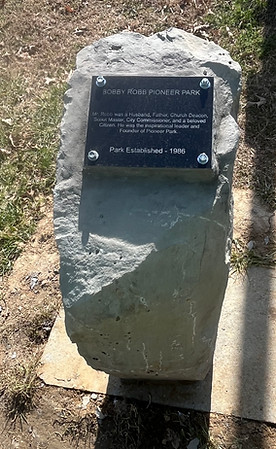 BOBBY ROBB PIONEER PARK
Mr. Robb was a Husband, Father, Church Deacon,
Scout Master, City Commissioner, and a beloved
Citizen. He was the inspirational leader and
Founder of Pioneer Park.
Park Established - 1986